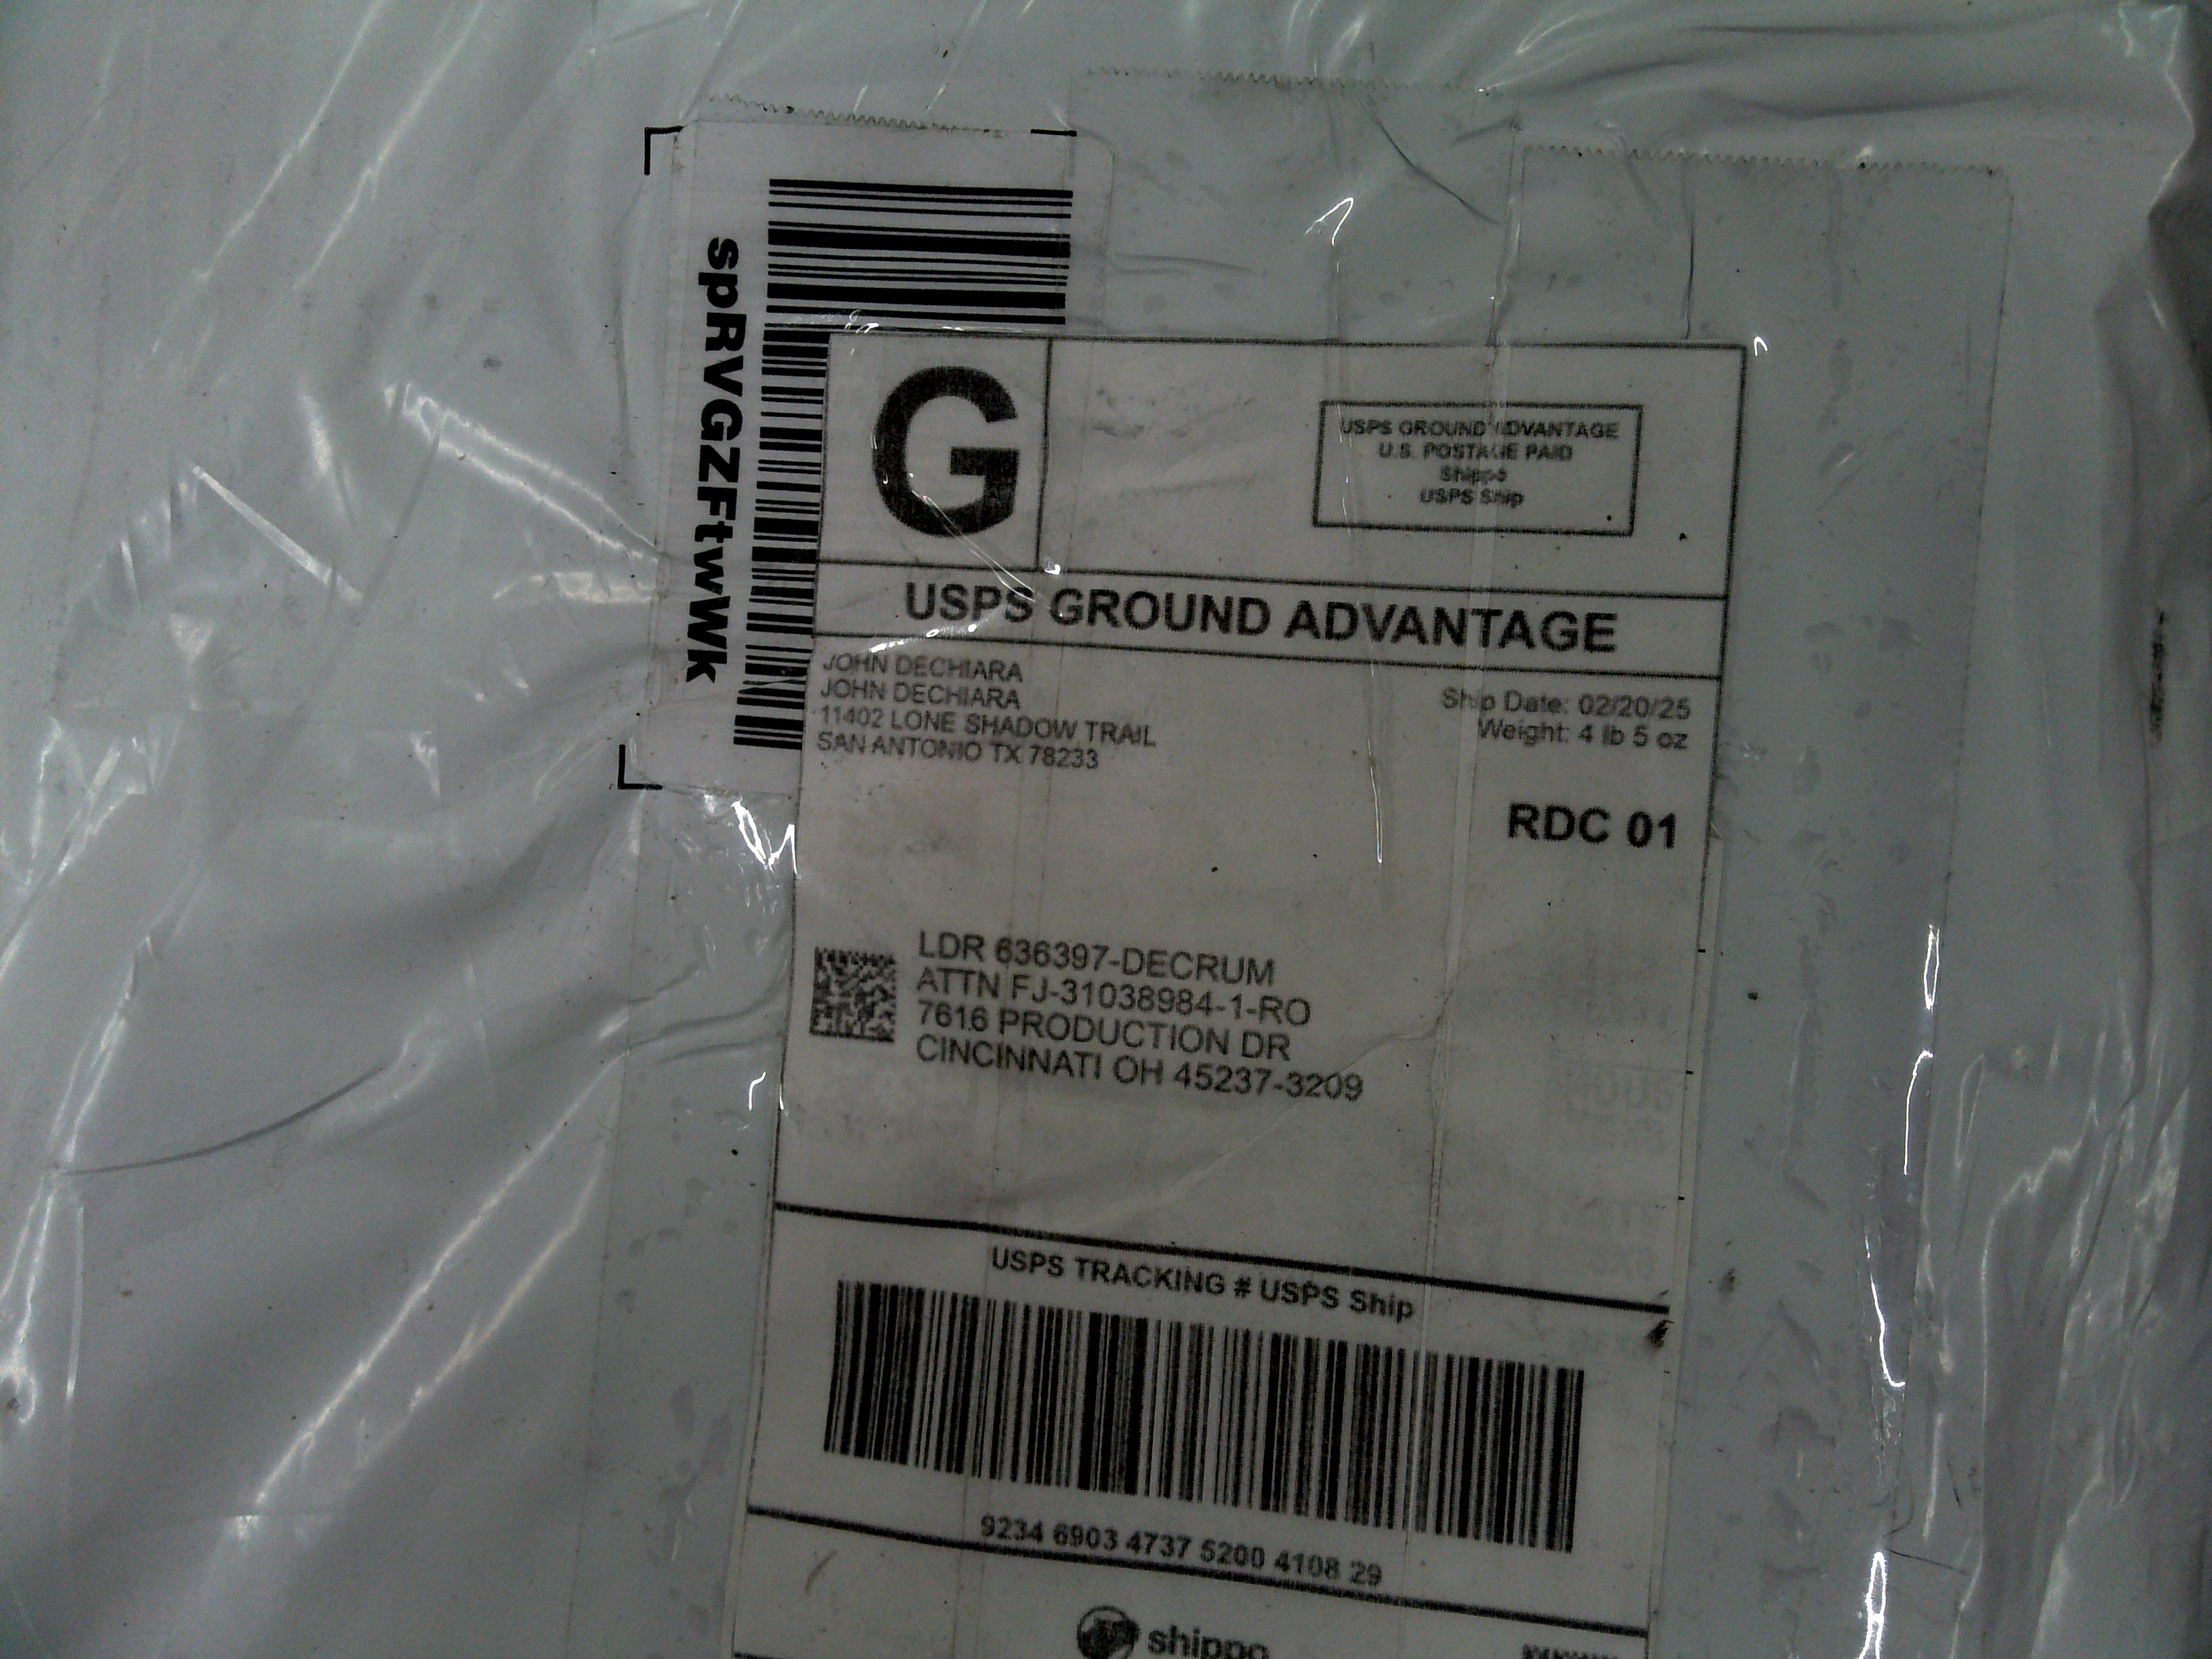 spRVGZFtwWk
G
USPS GROUND ADVANTAGE
U.S. POSTAGE PAID
Shippo
USPS Ship
USPS GROUND ADVANTAGE
JOHN DECHIARA
JOHN DECHIARA
11402 LONE SHADOW TRAIL
SAN ANTONIO TX 78233
Ship Date: 02/20/25
Weight: 4 lb 5 oz
RDC 01
LDR 636397-DECRUM
ATTN FJ-31038984-1-RO
7616 PRODUCTION DR
CINCINNATI OH 45237-3209
USPS TRACKING # USPS Ship
9234 6903 4737 5200 4108 29
shippo